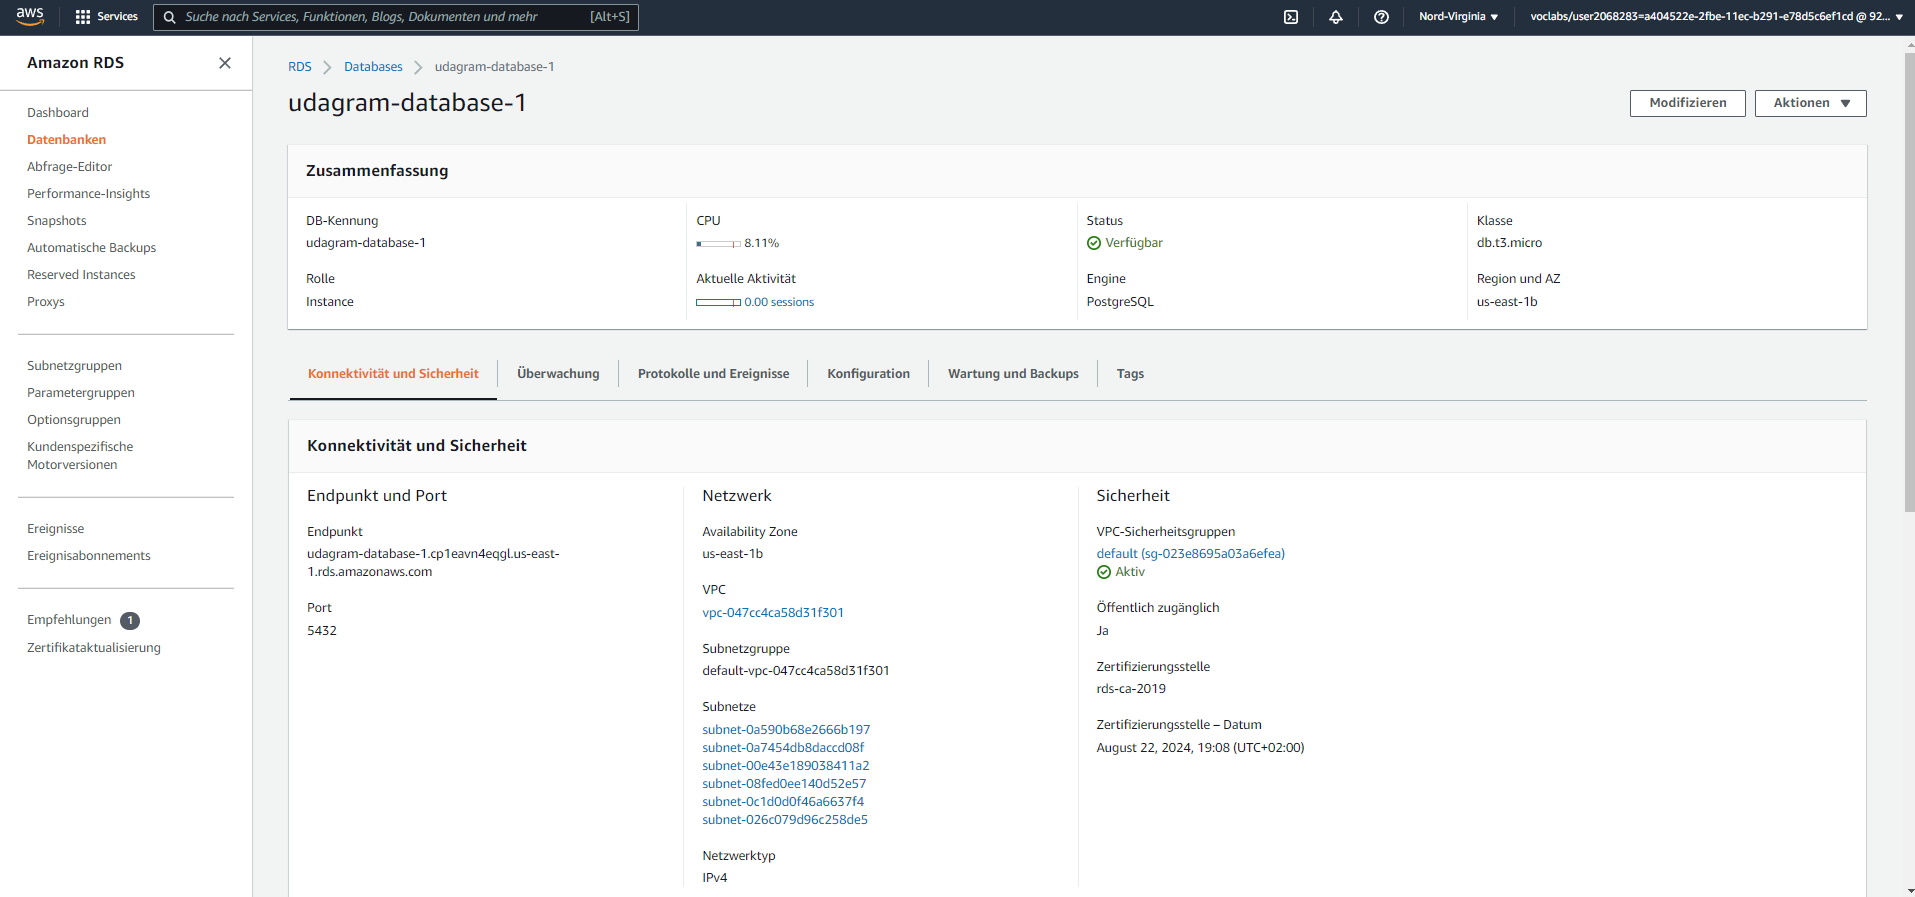 aws
Services
Suche nach Services, Funktionen, Blogs, Dokumenten und mehr [Alt+S]
Nord-Virginia
voclabs/user2068283=a404522e-2fbe-11ec-b291-e78d5c6ef1cd @ 92...
Amazon RDS
Dashboard
Datenbanken
Abfrage-Editor
Performance-Insights
Snapshots
Automatische Backups
Reserved Instances
Proxys
Subnetzgruppen
Parametergruppen
Optionsgruppen
Kundenspezifische
Motorversionen
Ereignisse
Ereignisabonnements
Empfehlungen 1
Zertifikataktualisierung
RDS
Databases
udagram-database-1
udagram-database-1
Modifizieren
Aktionen
Zusammenfassung
DB-Kennung
udagram-database-1
Rolle
Instance
CPU
8.11%
Aktuelle Aktivität
0.00 sessions
Status
Verfügbar
Engine
PostgreSQL
Klasse
db.t3.micro
Region und AZ
us-east-1b
Konnektivität und Sicherheit
Überwachung
Protokolle und Ereignisse
Konfiguration
Wartung und Backups
Tags
Konnektivität und Sicherheit
Endpunkt und Port
Endpunkt
udagram-database-1.cp1eavn4eqgl.us-east-
1.rds.amazonaws.com
Port
5432
Netzwerk
Availability Zone
us-east-1b
VPC
vpc-047cc4ca58d31f301
Subnetzgruppe
default-vpc-047cc4ca58d31f301
Subnetze
subnet-0a590b68e2666b197
subnet-0a7454db8daccd08f
subnet-00e43e189038411a2
subnet-08fed0ee140d52e57
subnet-0c1d0d0f46a6637f4
subnet-026c079d96c258de5
Netzwerktyp
IPv4
Sicherheit
VPC-Sicherheitsgruppen
default (sg-023e8695a03a6efea)
Aktiv
Öffentlich zugänglich
Ja
Zertifizierungsstelle
rds-ca-2019
Zertifizierungsstelle – Datum
August 22, 2024, 19:08 (UTC+02:00)